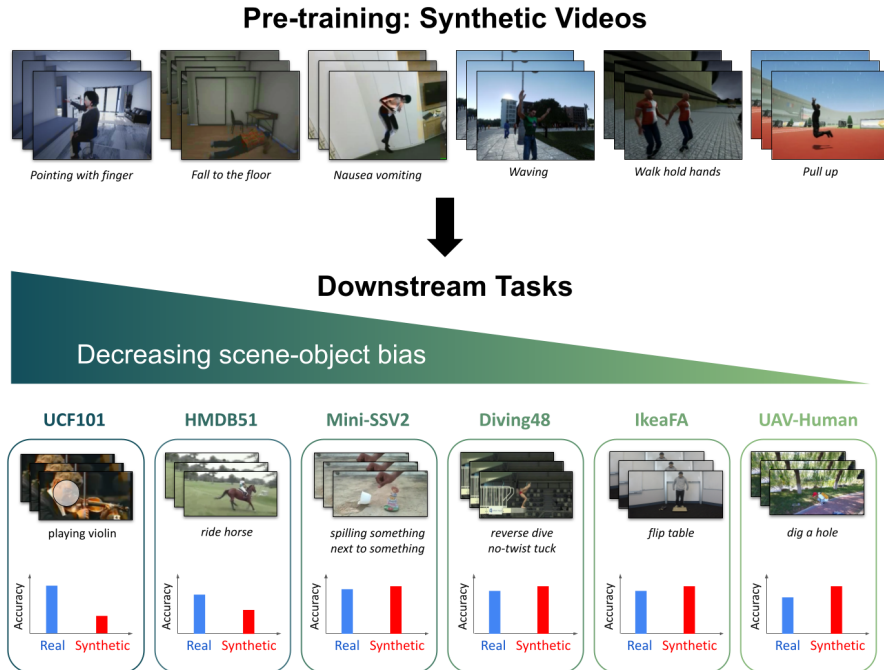 Pre-training: Synthetic Videos
Pointing with finger
Fall to the floor
Nausea vomiting
Waving
Walk hold hands
Pull up
Downstream Tasks
Decreasing scene-object bias
UCF101
HMDB51
Mini-SSV2
Diving48
IkeaFA
UAV-Human
playing violin
ride horse
spilling something
next to something
reverse dive
no-twist tuck
flip table
dig a hole
Accuracy
Real
Synthetic
Accuracy
Real
Synthetic
Accuracy
Real
Synthetic
Accuracy
Real
Synthetic
Accuracy
Real
Synthetic
Accuracy
Real
Synthetic